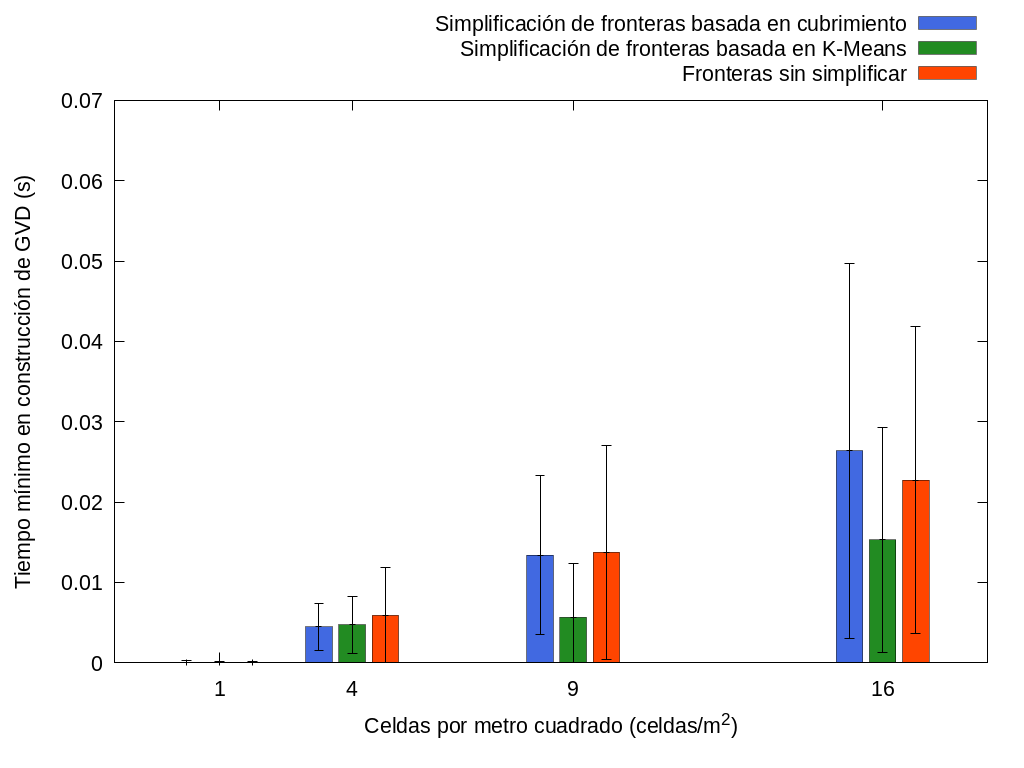 Simplificación de fronteras basada en cubrimiento
Simplificación de fronteras basada en K-Means
Fronteras sin simplificar
0.07
0.06
0.05
0.04
0.03
0.02
0.01
0
Tiempo mínimo en construcción de GVD (s)
1 4 9 16
Celdas por metro cuadrado (celdas/m²)